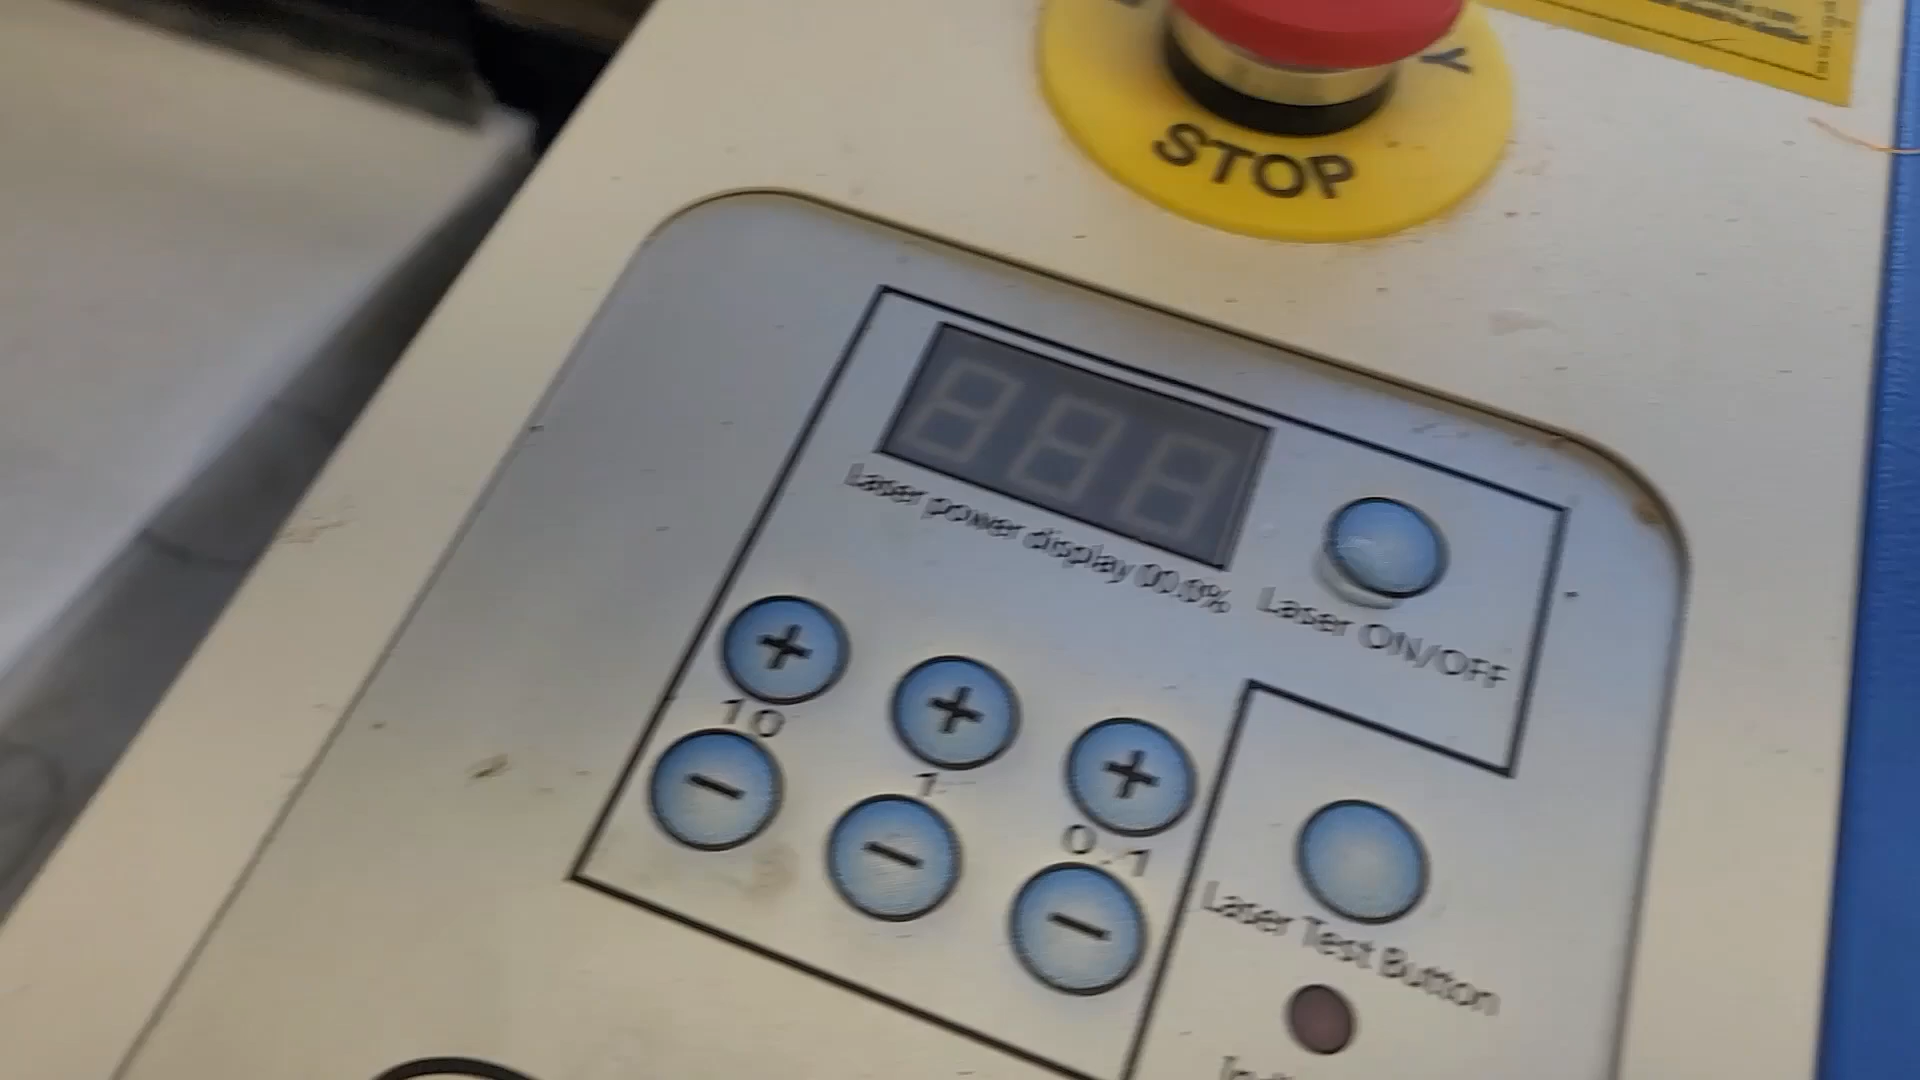 STOP
Laser power display 00.0%
Laser ON/OFF
+ + +
10 1 0.1
− − −
Laser Test Button